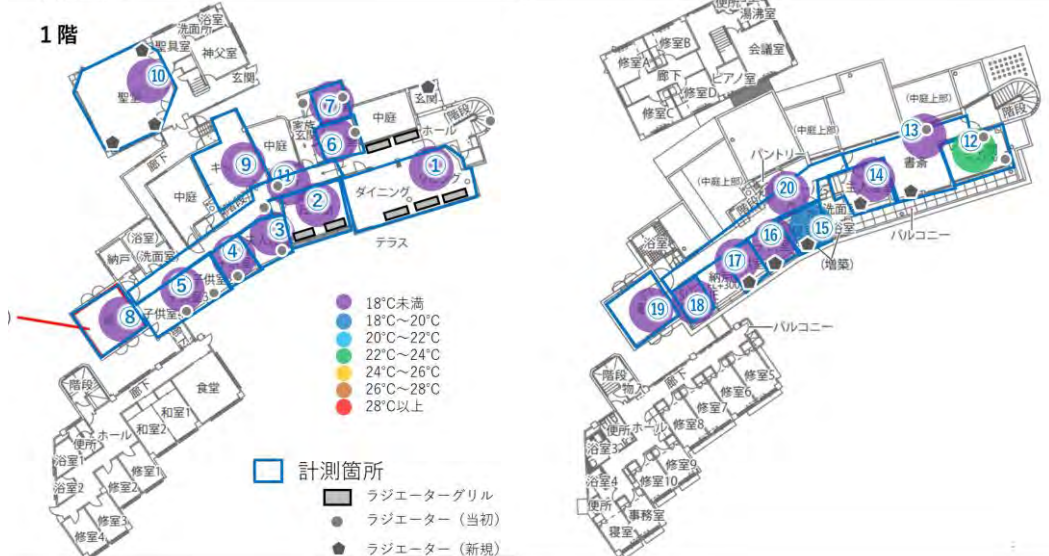 1階
浴室
洗面所
聖具室
神父室
玄関
⑩
廊下
⑦
家族
玄関
⑥
中庭
玄関
階段
ホール
中庭
⑨
⑪
①
ダイニング
②
テラス
中庭
③
④
(浴室)
(洗面室)
納戸
⑤
子供室
⑧
階段
廊下
食堂
和室1
和室2
ホール
便所
浴室1
浴室2
修室1
修室2
修室3
修室4
18℃未満
18℃～20℃
20℃～22℃
22℃～24℃
24℃～26℃
26℃～28℃
28℃以上
計測箇所
ラジエーターグリル
ラジエーター（当初）
ラジエーター（新規）
便所
湯沸室
修室B
会議室
修室A
廊下
ピアノ室
修室D
修室C
(中庭上部)
階段
⑬
⑫
(中庭上部)
書斎
パントリー
(中庭上部)
⑭
⑳
階段
洗面
⑮
浴室
バルコニー
(増築)
⑯
浴室
⑰
+300
⑲
⑱
バルコニー
階段
物入
廊下
修室5
修室6
修室7
修室8
便所
ホール
浴室3
修室9
浴室4
修室10
便所
事務室
寝室